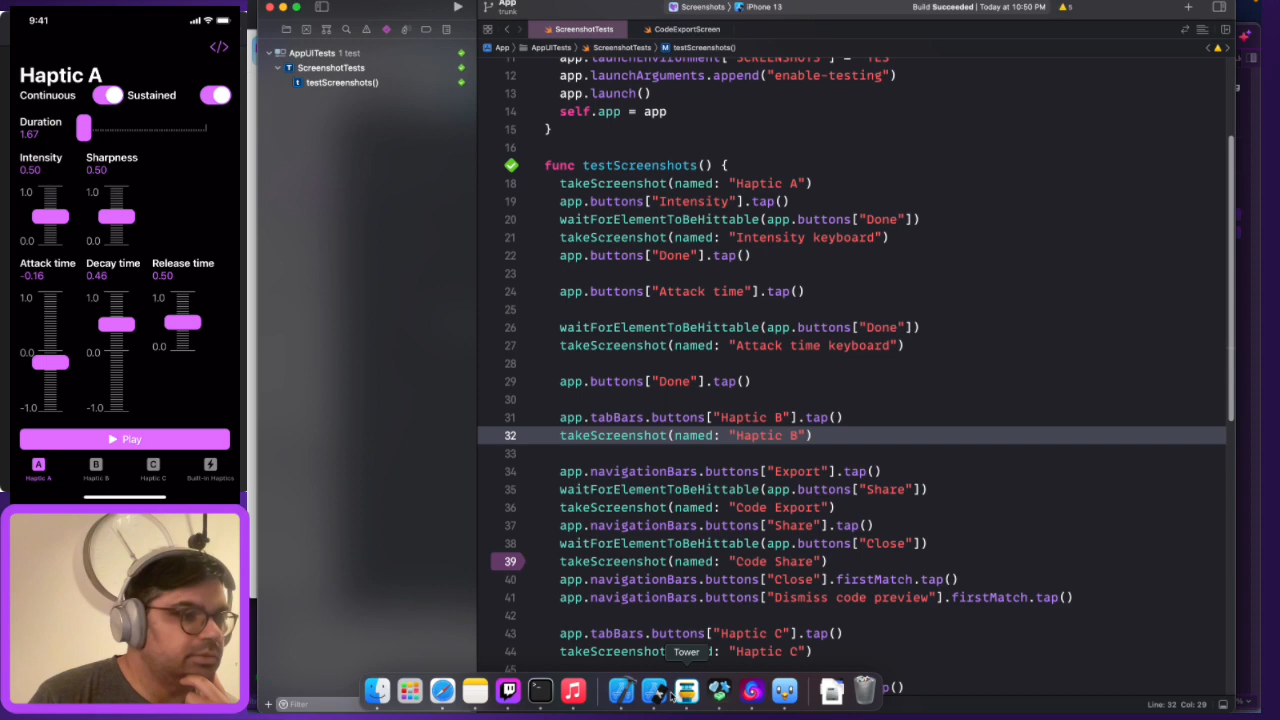 9:41
</>
Haptic A
Continuous
Sustained
Duration
1.67
Intensity
0.50
Sharpness
0.50
1.0
0.0
1.0
0.0
Attack time
-0.16
Decay time
0.46
Release time
0.50
1.0
0.0
-1.0
1.0
0.0
-1.0
1.0
0.0
Play
A
Haptic A
B
Haptic B
C
Haptic C
Built-in Haptics
AppUITests 1 test
T ScreenshotTests
t testScreenshots()
Filter
App
trunk
Screenshots
iPhone 13
Build Succeeded | Today at 10:50 PM
5
ScreenshotTests
CodeExportScreen
App
AppUITests
ScreenshotTests
M testScreenshots()
12 app.launchArguments.append("enable-testing")
13 app.launch()
14 self.app = app
15 }
16
func testScreenshots() {
18 takeScreenshot(named: "Haptic A")
19 app.buttons["Intensity"].tap()
20 waitForElementToBeHittable(app.buttons["Done"])
21 takeScreenshot(named: "Intensity keyboard")
22 app.buttons["Done"].tap()
23
24 app.buttons["Attack time"].tap()
25
26 waitForElementToBeHittable(app.buttons["Done"])
27 takeScreenshot(named: "Attack time keyboard")
28
29 app.buttons["Done"].tap()
30
31 app.tabBars.buttons["Haptic B"].tap()
32 takeScreenshot(named: "Haptic B")
33
34 app.navigationBars.buttons["Export"].tap()
35 waitForElementToBeHittable(app.buttons["Share"])
36 takeScreenshot(named: "Code Export")
37 app.navigationBars.buttons["Share"].tap()
38 waitForElementToBeHittable(app.buttons["Close"])
39 takeScreenshot(named: "Code Share")
40 app.navigationBars.buttons["Close"].firstMatch.tap()
41 app.navigationBars.buttons["Dismiss code preview"].firstMatch.tap()
42
43 app.tabBars.buttons["Haptic C"].tap()
44 takeScreenshot(named: "Haptic C")
Tower
Line: 32 Col: 29